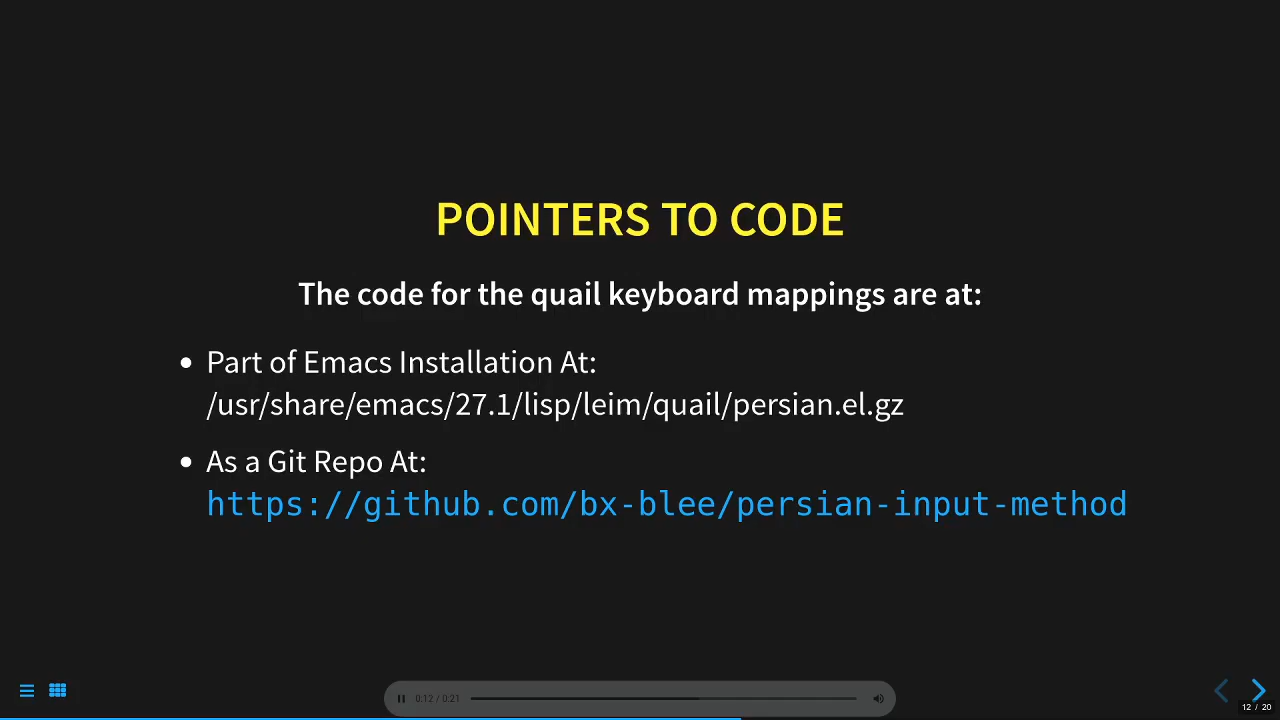 POINTERS TO CODE
The code for the quail keyboard mappings are at:
Part of Emacs Installation At:
/usr/share/emacs/27.1/lisp/leim/quail/persian.el.gz
As a Git Repo At:
https://github.com/bx-blee/persian-input-method
0:12 / 0:21
12 / 20